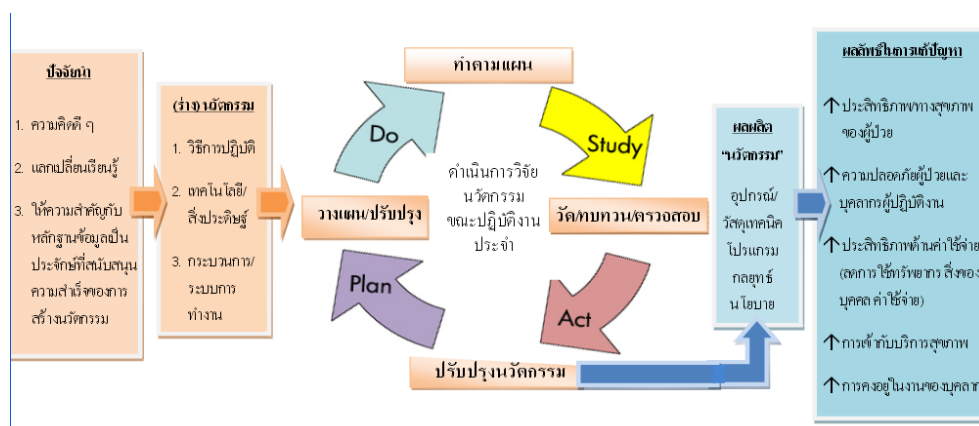 ปัจจัยนำ
1. ความคิดดี ๆ
2. แลกเปลี่ยนเรียนรู้
3. ให้ความสำคัญกับ
หลักฐานข้อมูลเป็น
ประจักษ์ที่สนับสนุน
ความสำเร็จของการ
สร้างนวัตกรรม
(ร่าง) นวัตกรรม
1. วิธีการปฏิบัติ
2. เทคโนโลยี/
สิ่งประดิษฐ์
3. กระบวนการ/
ระบบการ
ทำงาน
ทำตามแผน
Do
Study
วางแผน/ปรับปรุง
ดำเนินการวิจัย
นวัตกรรม
ขณะปฏิบัติงาน
ประจำ
วัด/ทบทวน/ตรวจสอบ
Plan
Act
ปรับปรุงนวัตกรรม
ผลผลิต
“นวัตกรรม”
อุปกรณ์/
วัสดุเทคนิค
โปรแกรม
กลยุทธ์
นโยบาย
ผลลัพธ์ในการแก้ปัญหา
↑ ประสิทธิภาพทางสุขภาพ
ของผู้ป่วย
↑ ความปลอดภัยผู้ป่วยและ
บุคลากรผู้ปฏิบัติงาน
↑ ประสิทธิภาพด้านค่าใช้จ่าย
(ลดการใช้ทรัพยากร สิ่งของ
บุคคล ค่าใช้จ่าย)
↑ การเข้ากับบริการสุขภาพ
↑ การคงอยู่ในงานของบุคลาก